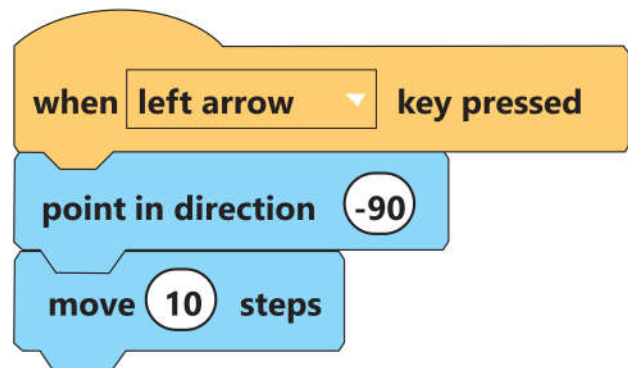 when left arrow key pressed
point in direction -90
move 10 steps